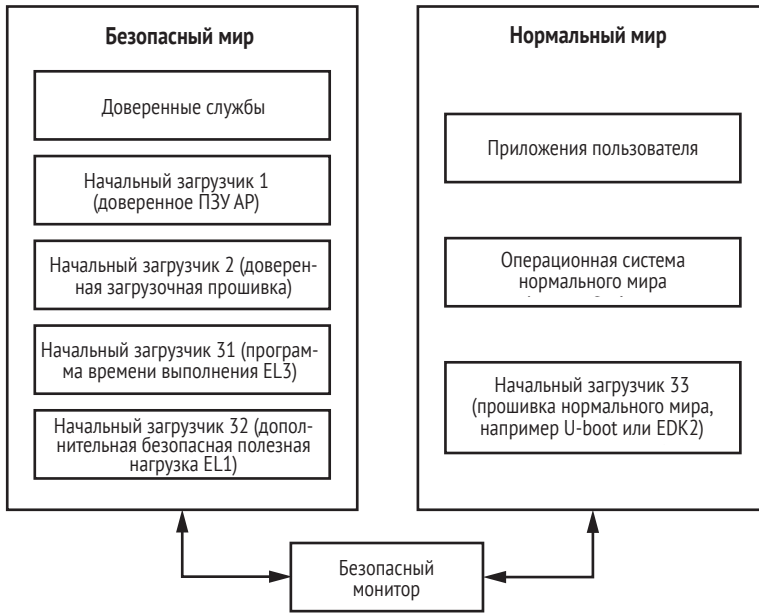 Безопасный мир
Доверенные службы
Начальный загрузчик 1
(доверенное ПЗУ AP)
Начальный загрузчик 2 (доверен-
ная загрузочная прошивка)
Начальный загрузчик 31 (програм-
ма времени выполнения EL3)
Начальный загрузчик 32 (допол-
нительная безопасная полезная
нагрузка EL1)
Нормальный мир
Приложения пользователя
Операционная система
нормального мира
Начальный загрузчик 33
(прошивка нормального мира,
например U-boot или EDK2)
Безопасный
монитор